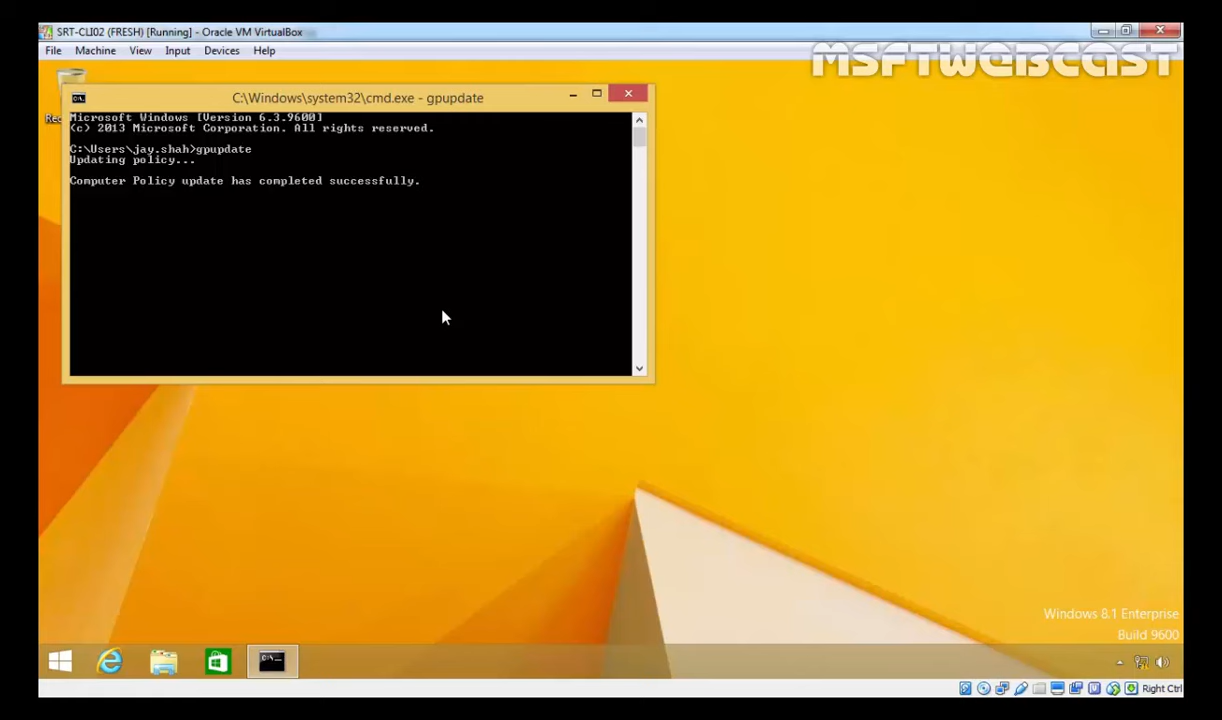 SRT-CLI02 (FRESH) [Running] - Oracle VM VirtualBox
File Machine View Input Devices Help
MSFTWEBCAST
C:\Windows\system32\cmd.exe - gpupdate
Microsoft Windows [Version 6.3.9600]
(c) 2013 Microsoft Corporation. All rights reserved.
C:\Users\jay.shah>gpupdate
Updating policy...
Computer Policy update has completed successfully.
Windows 8.1 Enterprise
Build 9600
Right Ctrl